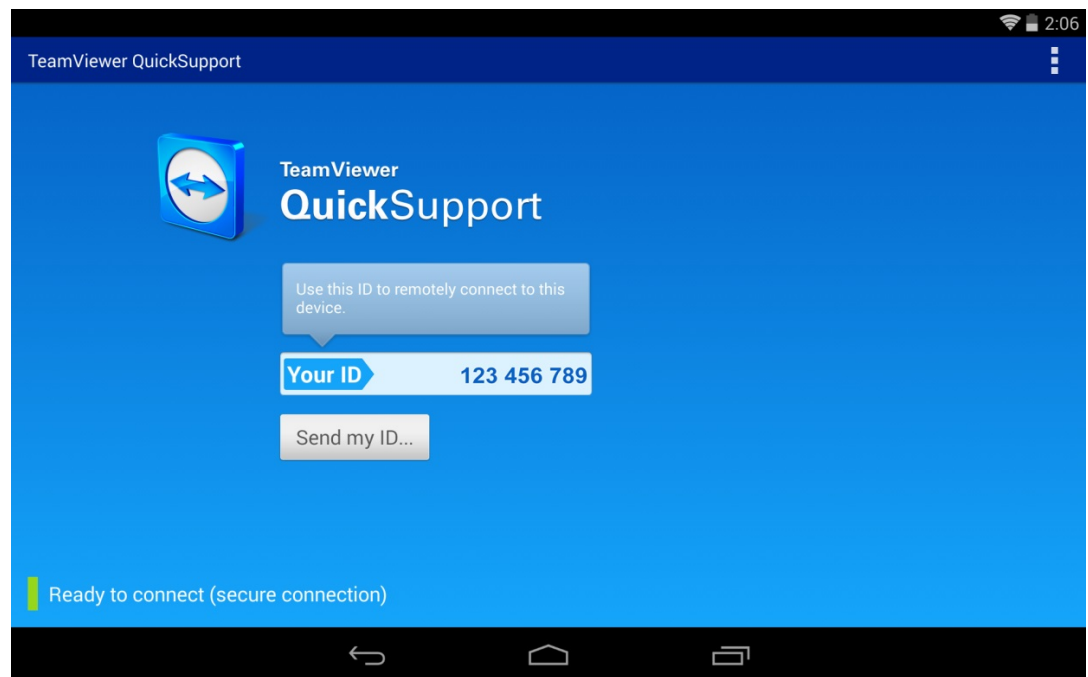 2:06
TeamViewer QuickSupport
TeamViewer
QuickSupport
Use this ID to remotely connect to this
device.
Your ID 123 456 789
Send my ID...
Ready to connect (secure connection)